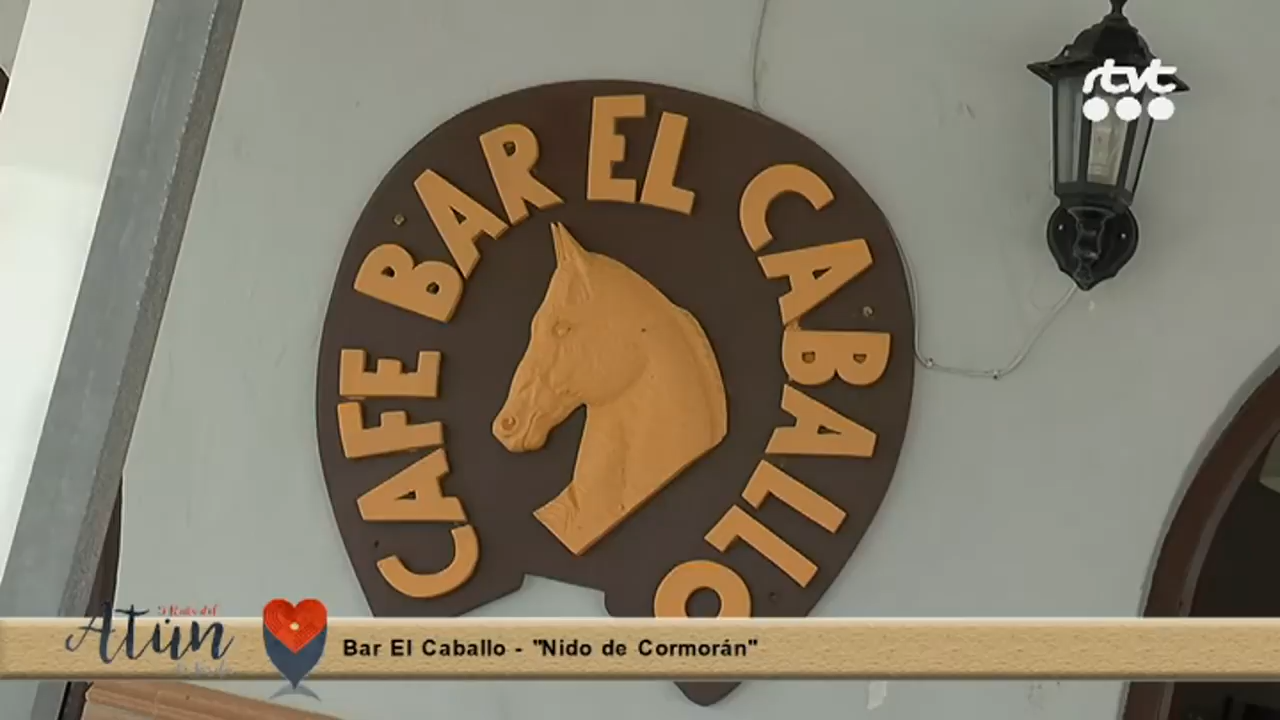 CAFE BAR EL CABALLO
rtvt
Atún
Bar El Caballo - "Nido de Cormorán"